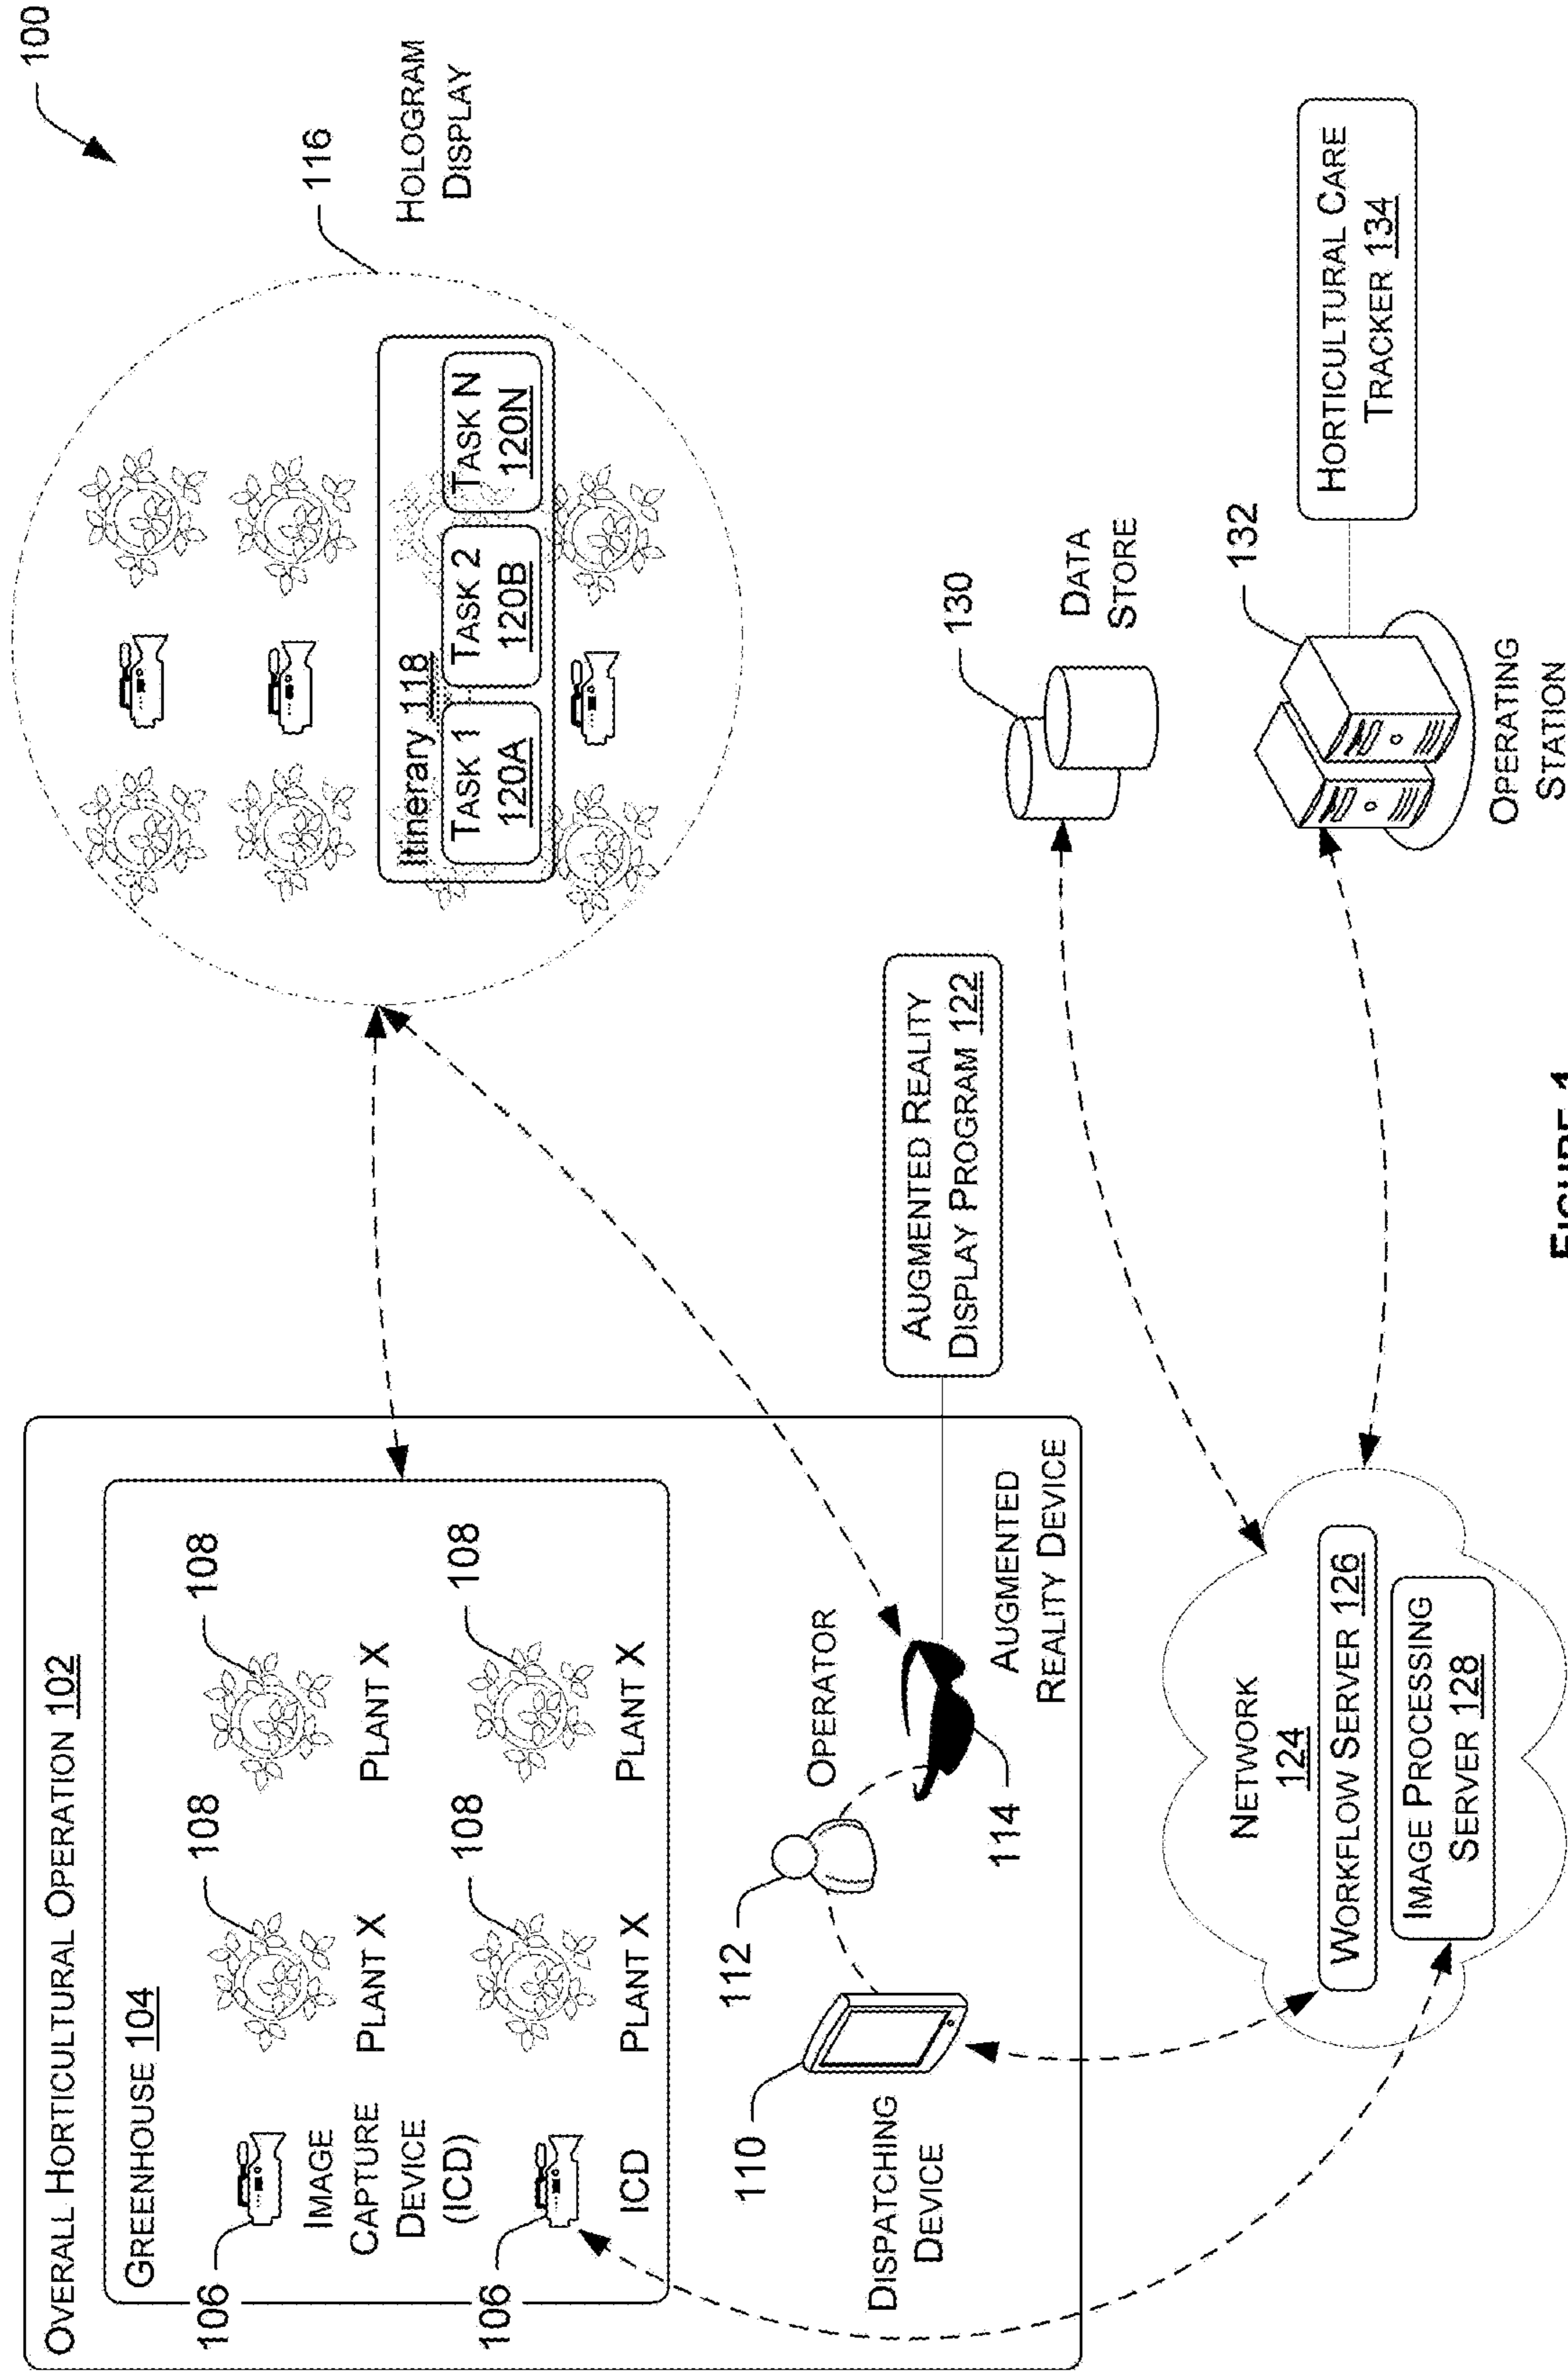 100
OVERALL HORTICULTURAL OPERATION 102
GREENHOUSE 104
106
IMAGE
CAPTURE
DEVICE
(ICD)
108
PLANT X
108
PLANT X
106
ICD
108
PLANT X
108
PLANT X
110
DISPATCHING
DEVICE
112
OPERATOR
114
AUGMENTED
REALITY DEVICE
AUGMENTED REALITY
DISPLAY PROGRAM 122
116
HOLOGRAM
DISPLAY
Itinerary 118
TASK 1
120A
TASK 2
120B
TASK N
120N
NETWORK
124
WORKFLOW SERVER 126
IMAGE PROCESSING
SERVER 128
130
DATA
STORE
132
OPERATING
STATION
HORTICULTURAL CARE
TRACKER 134
FIGURE 1